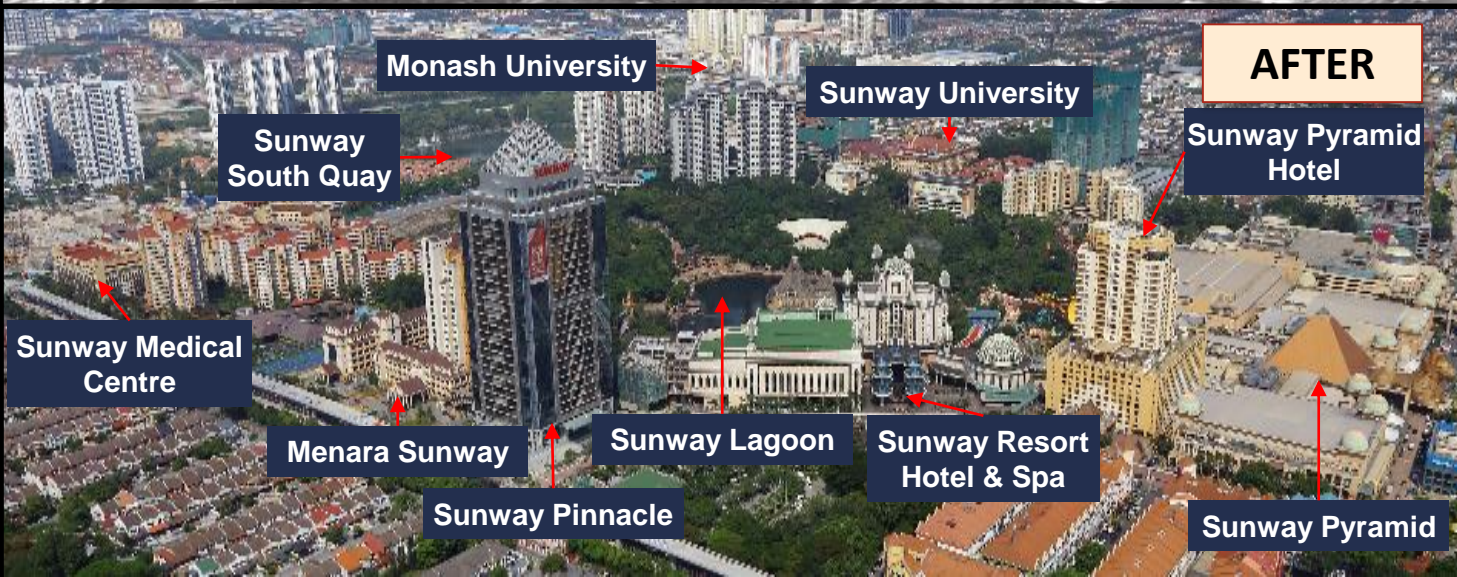 AFTER
Monash University
Sunway University
Sunway
South Quay
SUNWAY
Sunway Pyramid
Hotel
Sunway Medical
Centre
Menara Sunway
Sunway Lagoon
Sunway Resort
Hotel & Spa
Sunway Pinnacle
Sunway Pyramid